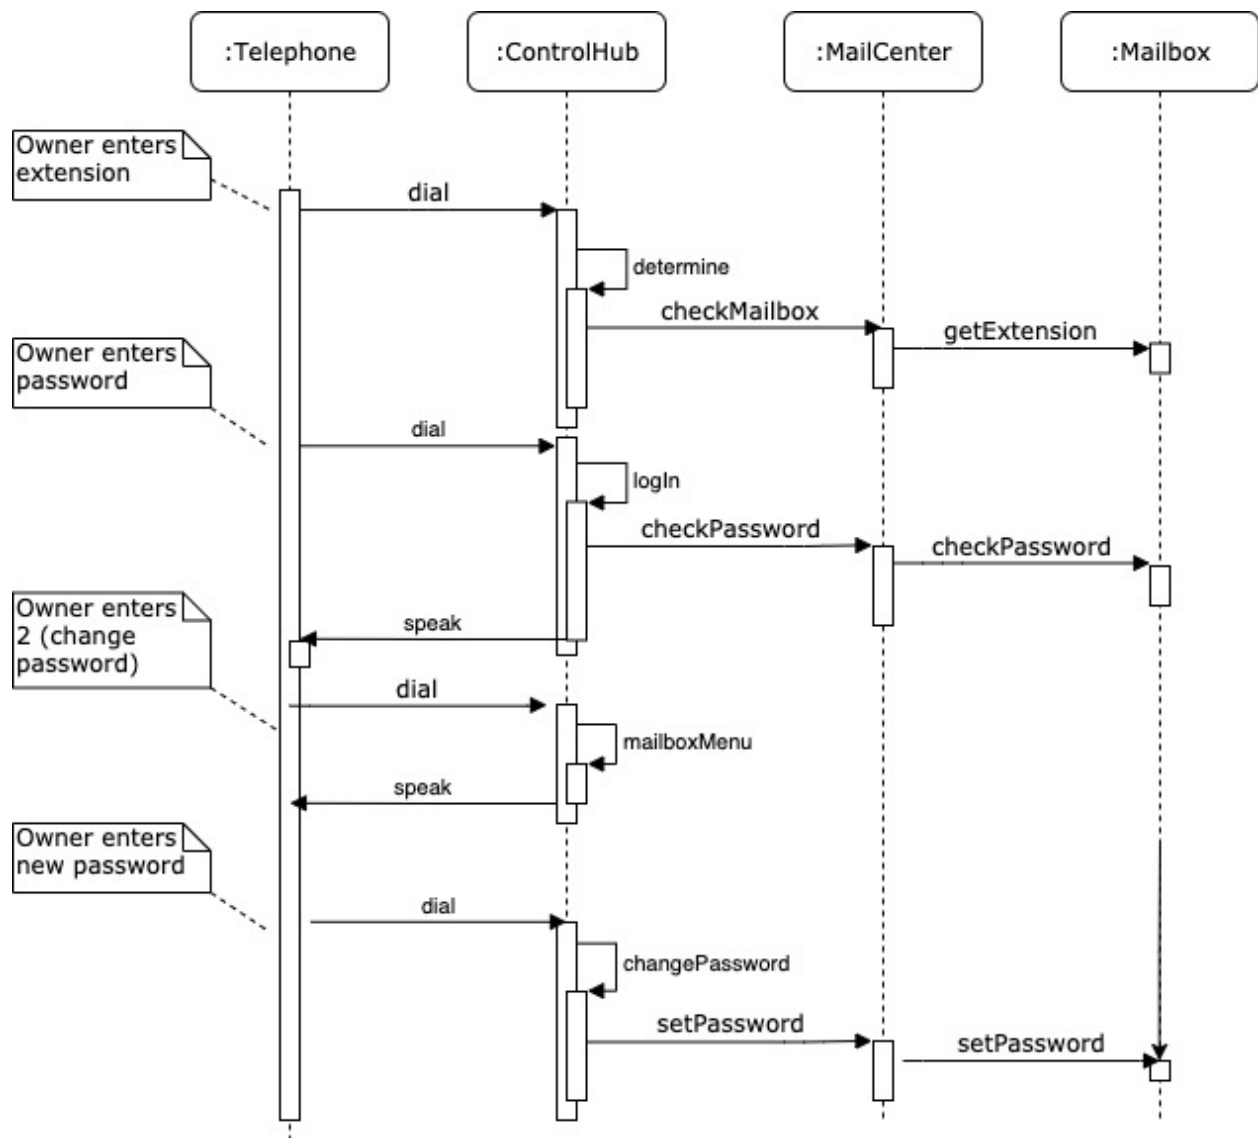 :Telephone
:ControlHub
:MailCenter
:Mailbox
Owner enters
extension
dial
determine
checkMailbox
getExtension
Owner enters
password
dial
logIn
checkPassword
checkPassword
Owner enters
2 (change
password)
speak
dial
mailboxMenu
speak
Owner enters
new password
dial
changePassword
setPassword
setPassword